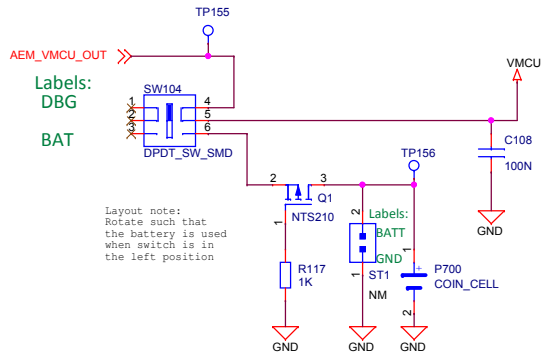 TP155
AEM_VMCU_OUT
VMCU
Labels:
DBG
BAT
SW104
1
2
3
4
5
6
DPDT_SW_SMD
C108
100N
GND
TP156
2
3
1
Q1
NTS210
Layout note:
Rotate such that
the battery is used
when switch is in
the left position
R117
1K
GND
2
1
Labels:
BATT
GND
ST1
NM
GND
1
+
2
P700
COIN_CELL
GND